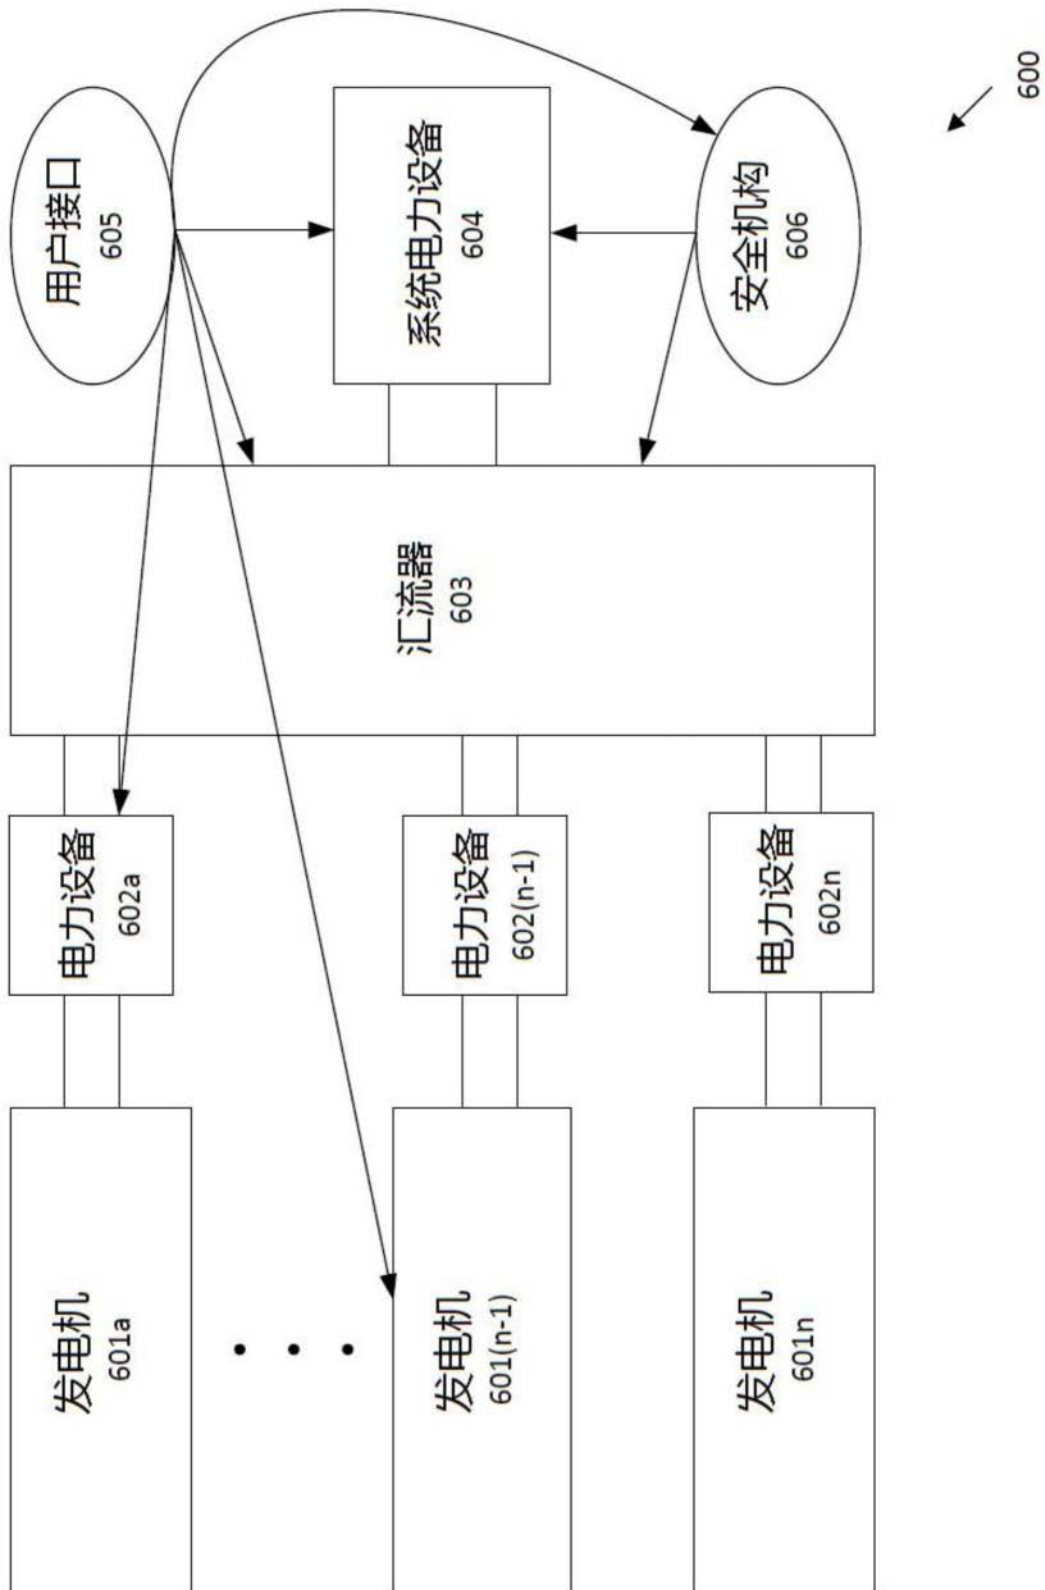 发电机
601a
电力设备
602a
用户接口
605
汇流器
603
系统电力设备
604
发电机
601(n-1)
电力设备
602(n-1)
发电机
601n
电力设备
602n
安全机构
606
600